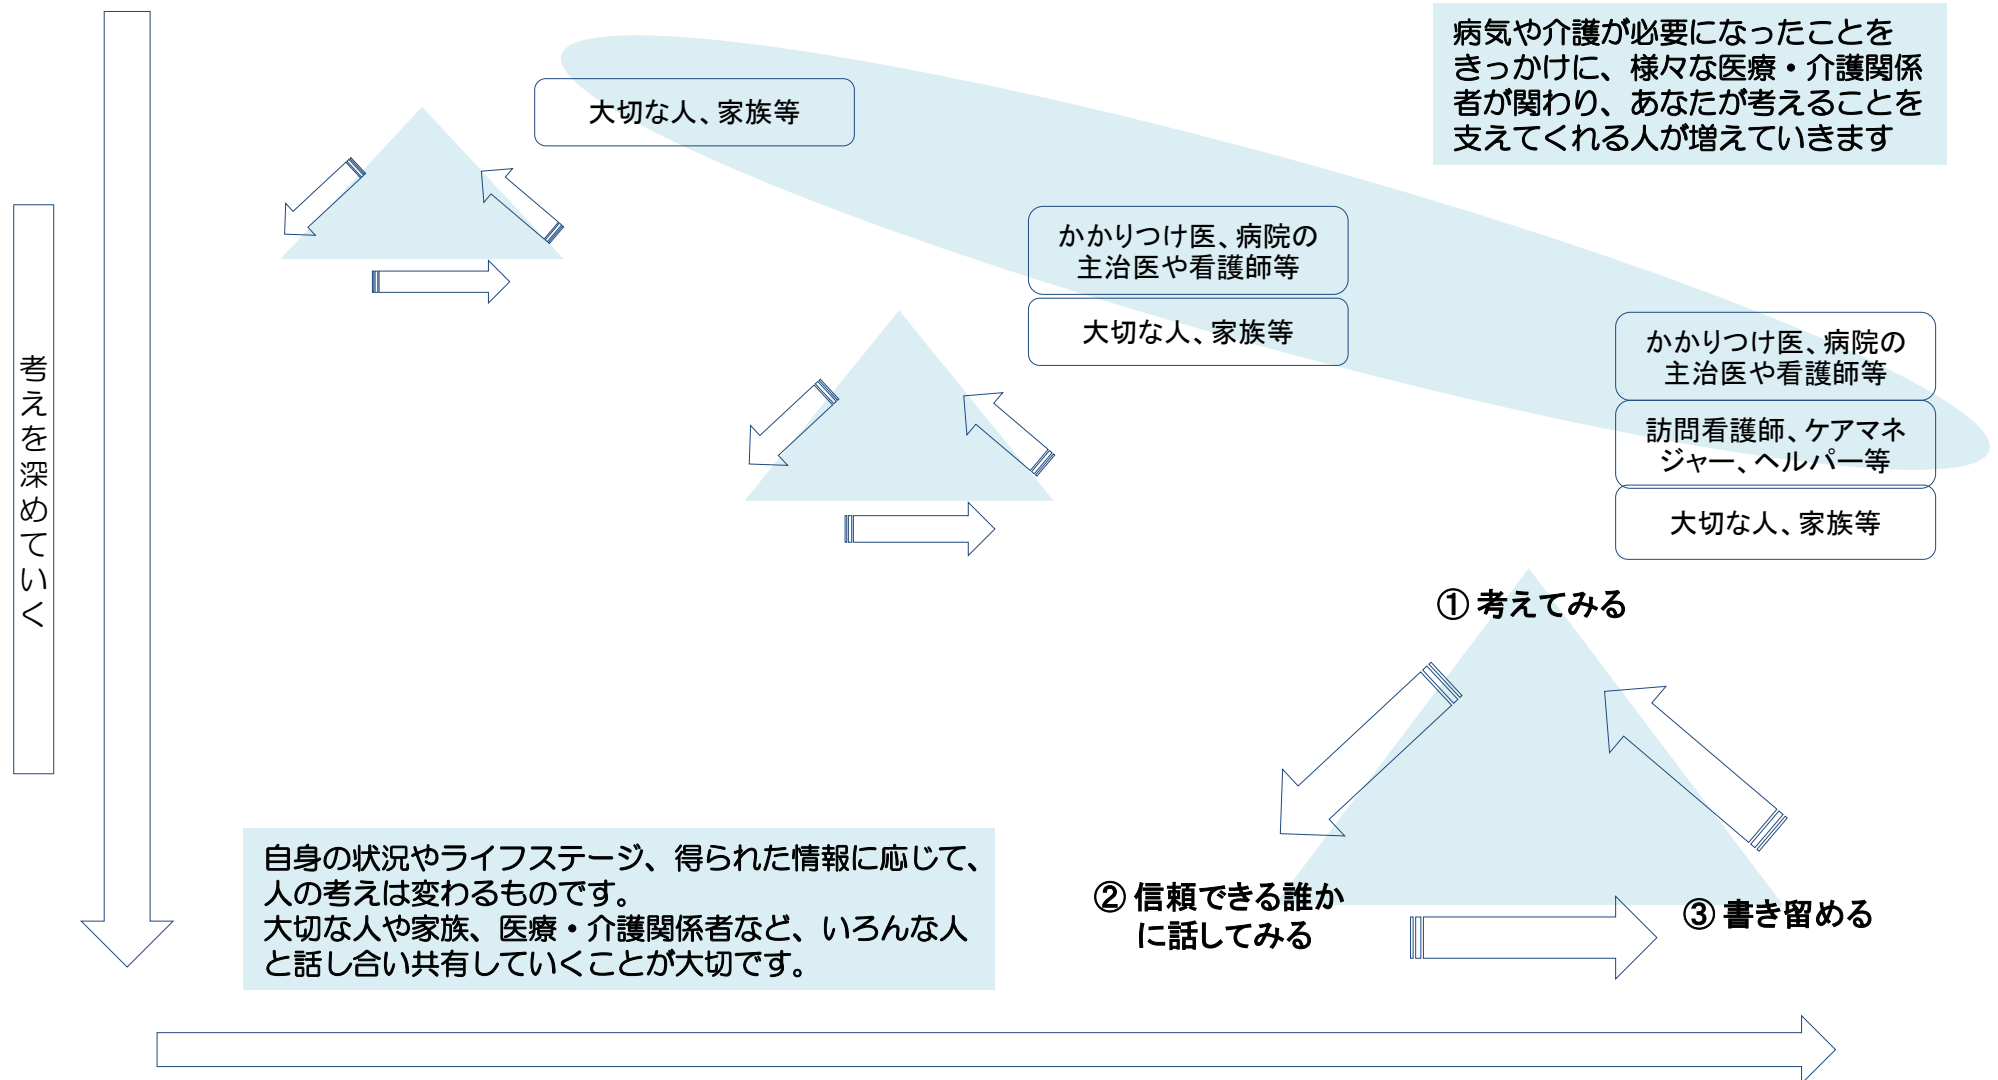 病気や介護が必要になったことを
きっかけに、様々な医療・介護関係
者が関わり、あなたが考えることを
支えてくれる人が増えていきます
大切な人、家族等
かかりつけ医、病院の
主治医や看護師等
大切な人、家族等
かかりつけ医、病院の
主治医や看護師等
訪問看護師、ケアマネ
ジャー、ヘルパー等
大切な人、家族等
考えを深めていく
① 考えてみる
② 信頼できる誰か
に話してみる
③ 書き留める
自身の状況やライフステージ、得られた情報に応じて、
人の考えは変わるものです。
大切な人や家族、医療・介護関係者など、いろんな人
と話し合い共有していくことが大切です。